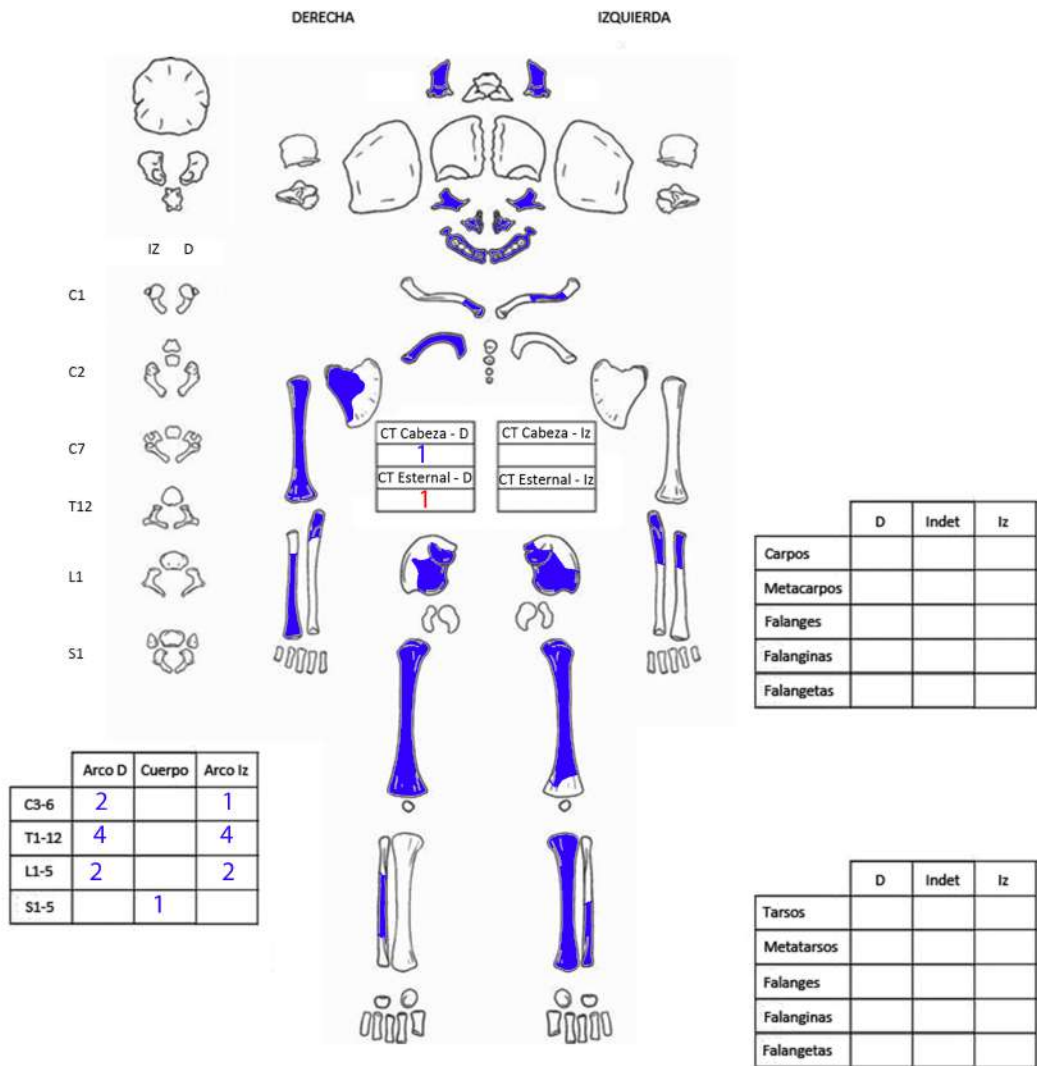 DERECHA IZQUIERDA
IZ D
C1
C2
C7
T12
L1
S1
CT Cabeza - D
1
CT Esternal - D
1
CT Cabeza - Iz
CT Esternal - Iz
D Indet Iz
Carpos
Metacarpos
Falanges
Falanginas
Falangetas
Arco D Cuerpo Arco Iz
C3-6 2 1
T1-12 4 4
L1-5 2 2
S1-5 1
D Indet Iz
Tarsos
Metatarsos
Falanges
Falanginas
Falangetas